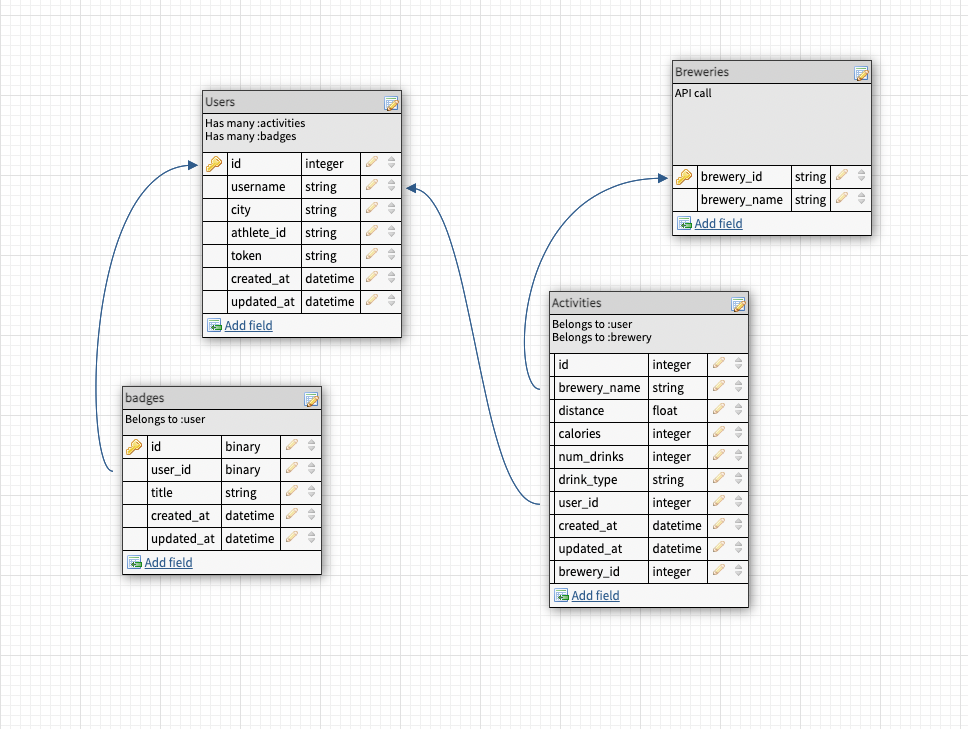 Users
Has many :activities
Has many :badges
id integer
username string
city string
athlete_id string
token string
created_at datetime
updated_at datetime
Add field
Breweries
API call
brewery_id string
brewery_name string
Add field
badges
Belongs to :user
id binary
user_id binary
title string
created_at datetime
updated_at datetime
Add field
Activities
Belongs to :user
Belongs to :brewery
id integer
brewery_name string
distance float
calories integer
num_drinks integer
drink_type string
user_id integer
created_at datetime
updated_at datetime
brewery_id integer
Add field